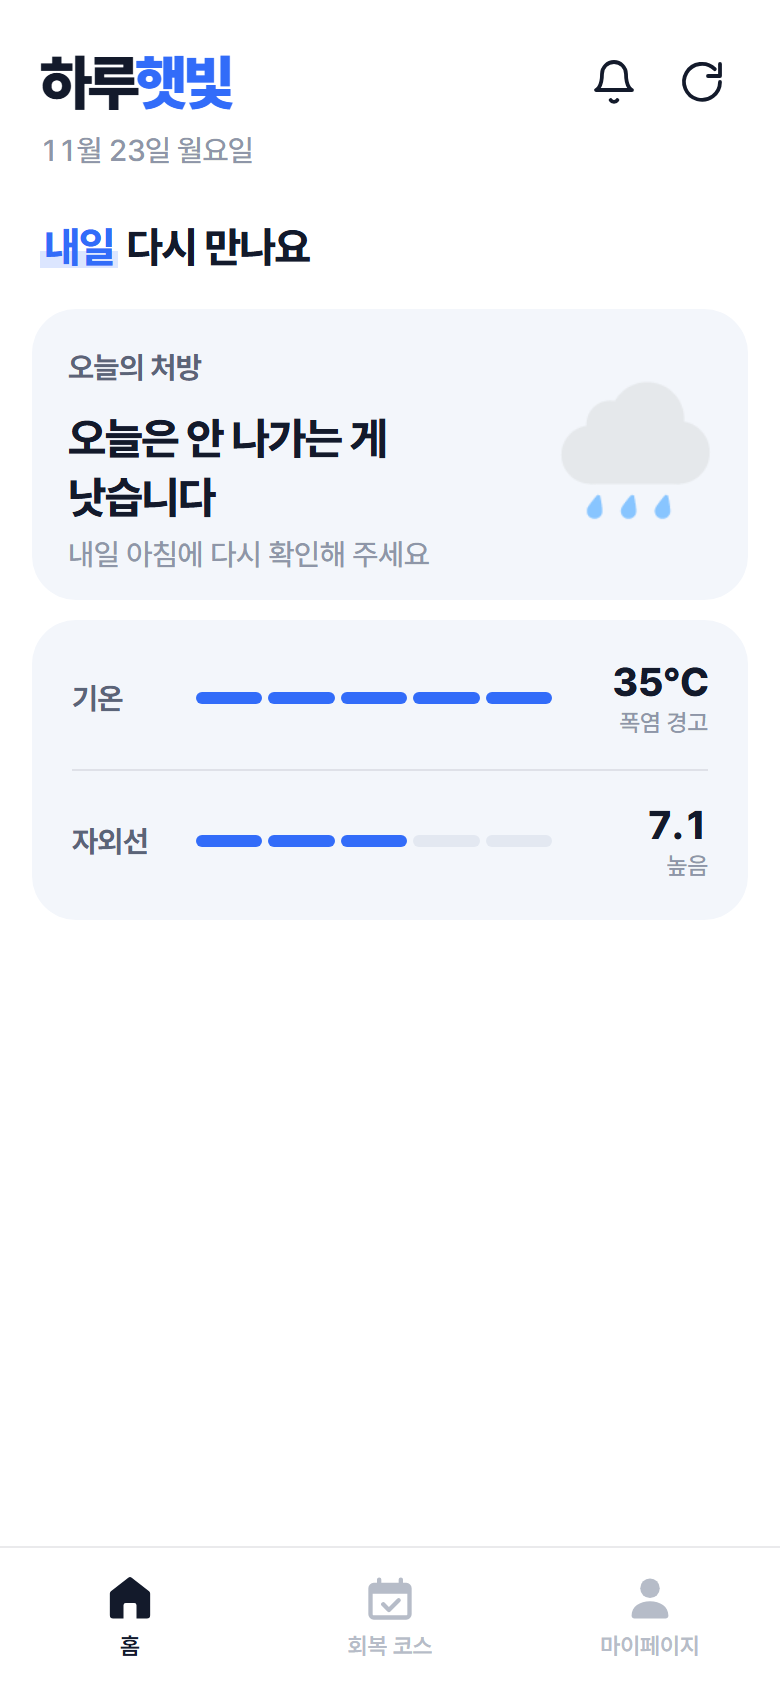 하루햇빛
11월 23일 월요일
내일 다시 만나요
오늘의 처방
오늘은 안 나가는 게
낫습니다
내일 아침에 다시 확인해 주세요
기온
35°C
폭염 경고
자외선
7.1
높음
홈
회복 코스
마이페이지